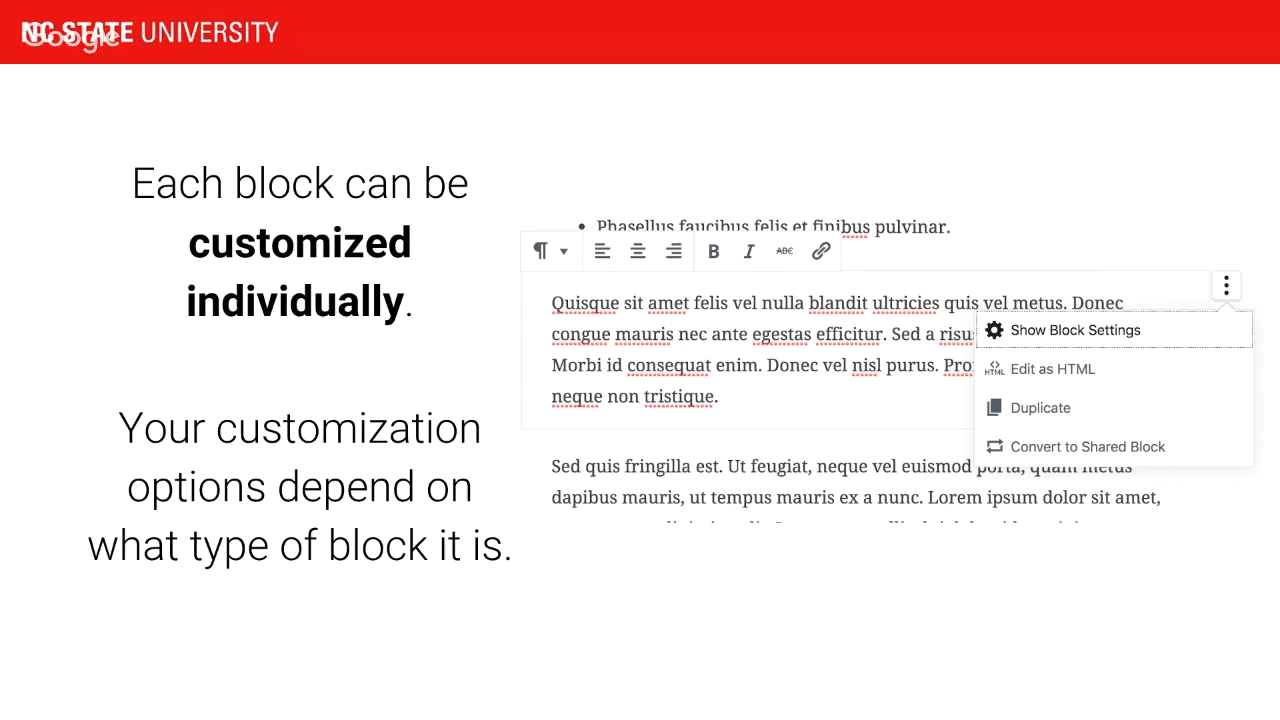 NC STATE UNIVERSITY
Google
Each block can be
customized
individually.
Your customization
options depend on
what type of block it is.
Phasellus faucibus felis et finibus pulvinar.
B I ABC
Quisque sit amet felis vel nulla blandit ultricies quis vel metus. Donec
congue mauris nec ante egestas efficitur. Sed a risus
Morbi id consequat enim. Donec vel nisl purus.
neque non tristique.
Show Block Settings
HTML Edit as HTML
Duplicate
Convert to Shared Block
Sed quis fringilla est. Ut feugiat, neque vel euismod porta, quam metus
dapibus mauris, ut tempus mauris ex a nunc. Lorem ipsum dolor sit amet,